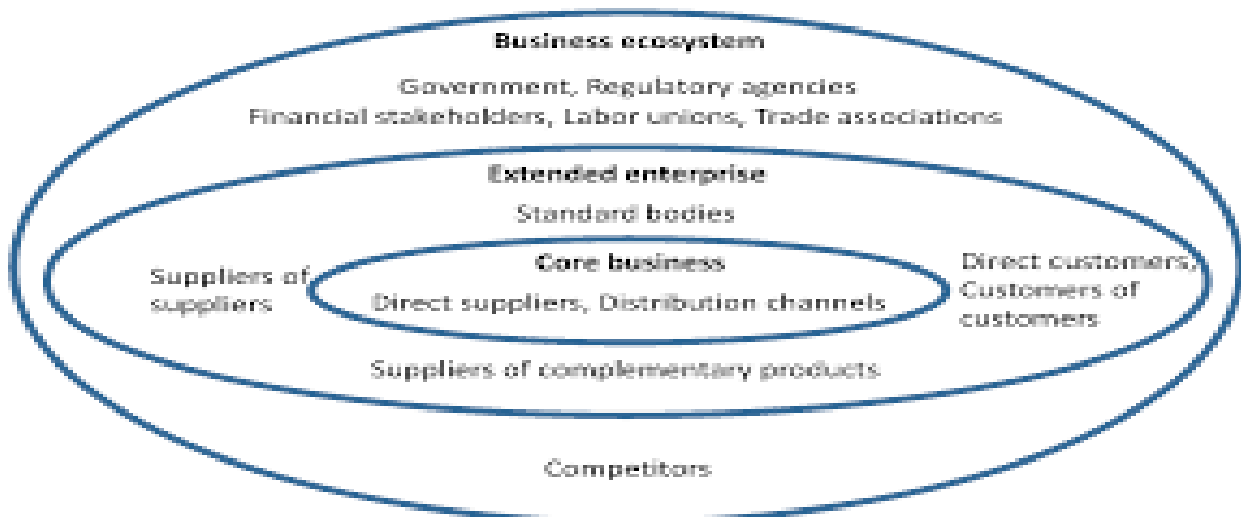 Business ecosystem
Government, Regulatory agencies
Financial stakeholders, Labor unions, Trade associations
Extended enterprise
Standard bodies
Suppliers of
suppliers
Core business
Direct suppliers, Distribution channels
Direct customers,
Customers of
customers
Suppliers of complementary products
Competitors